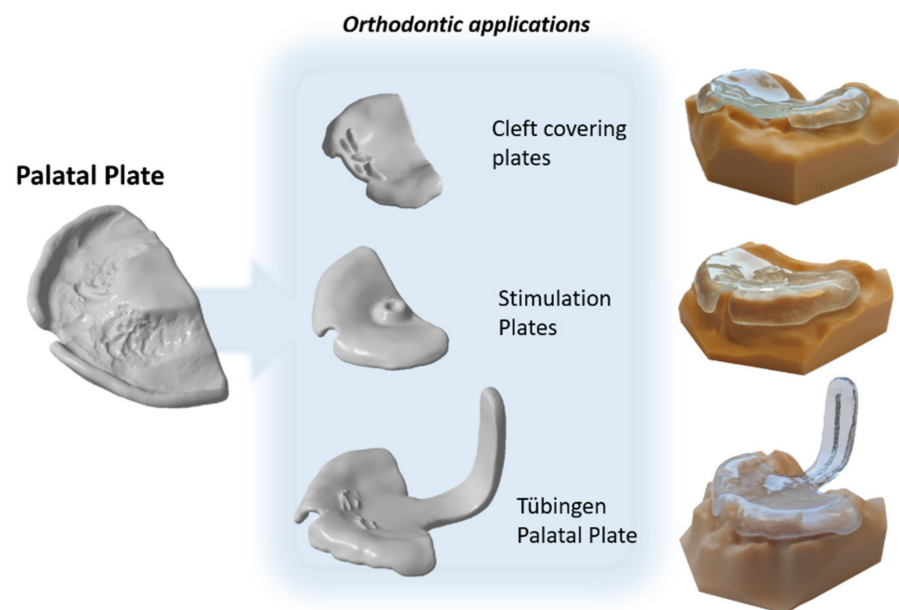 Orthodontic applications
Palatal Plate
Cleft covering
plates
Stimulation
Plates
Tübingen
Palatal Plate